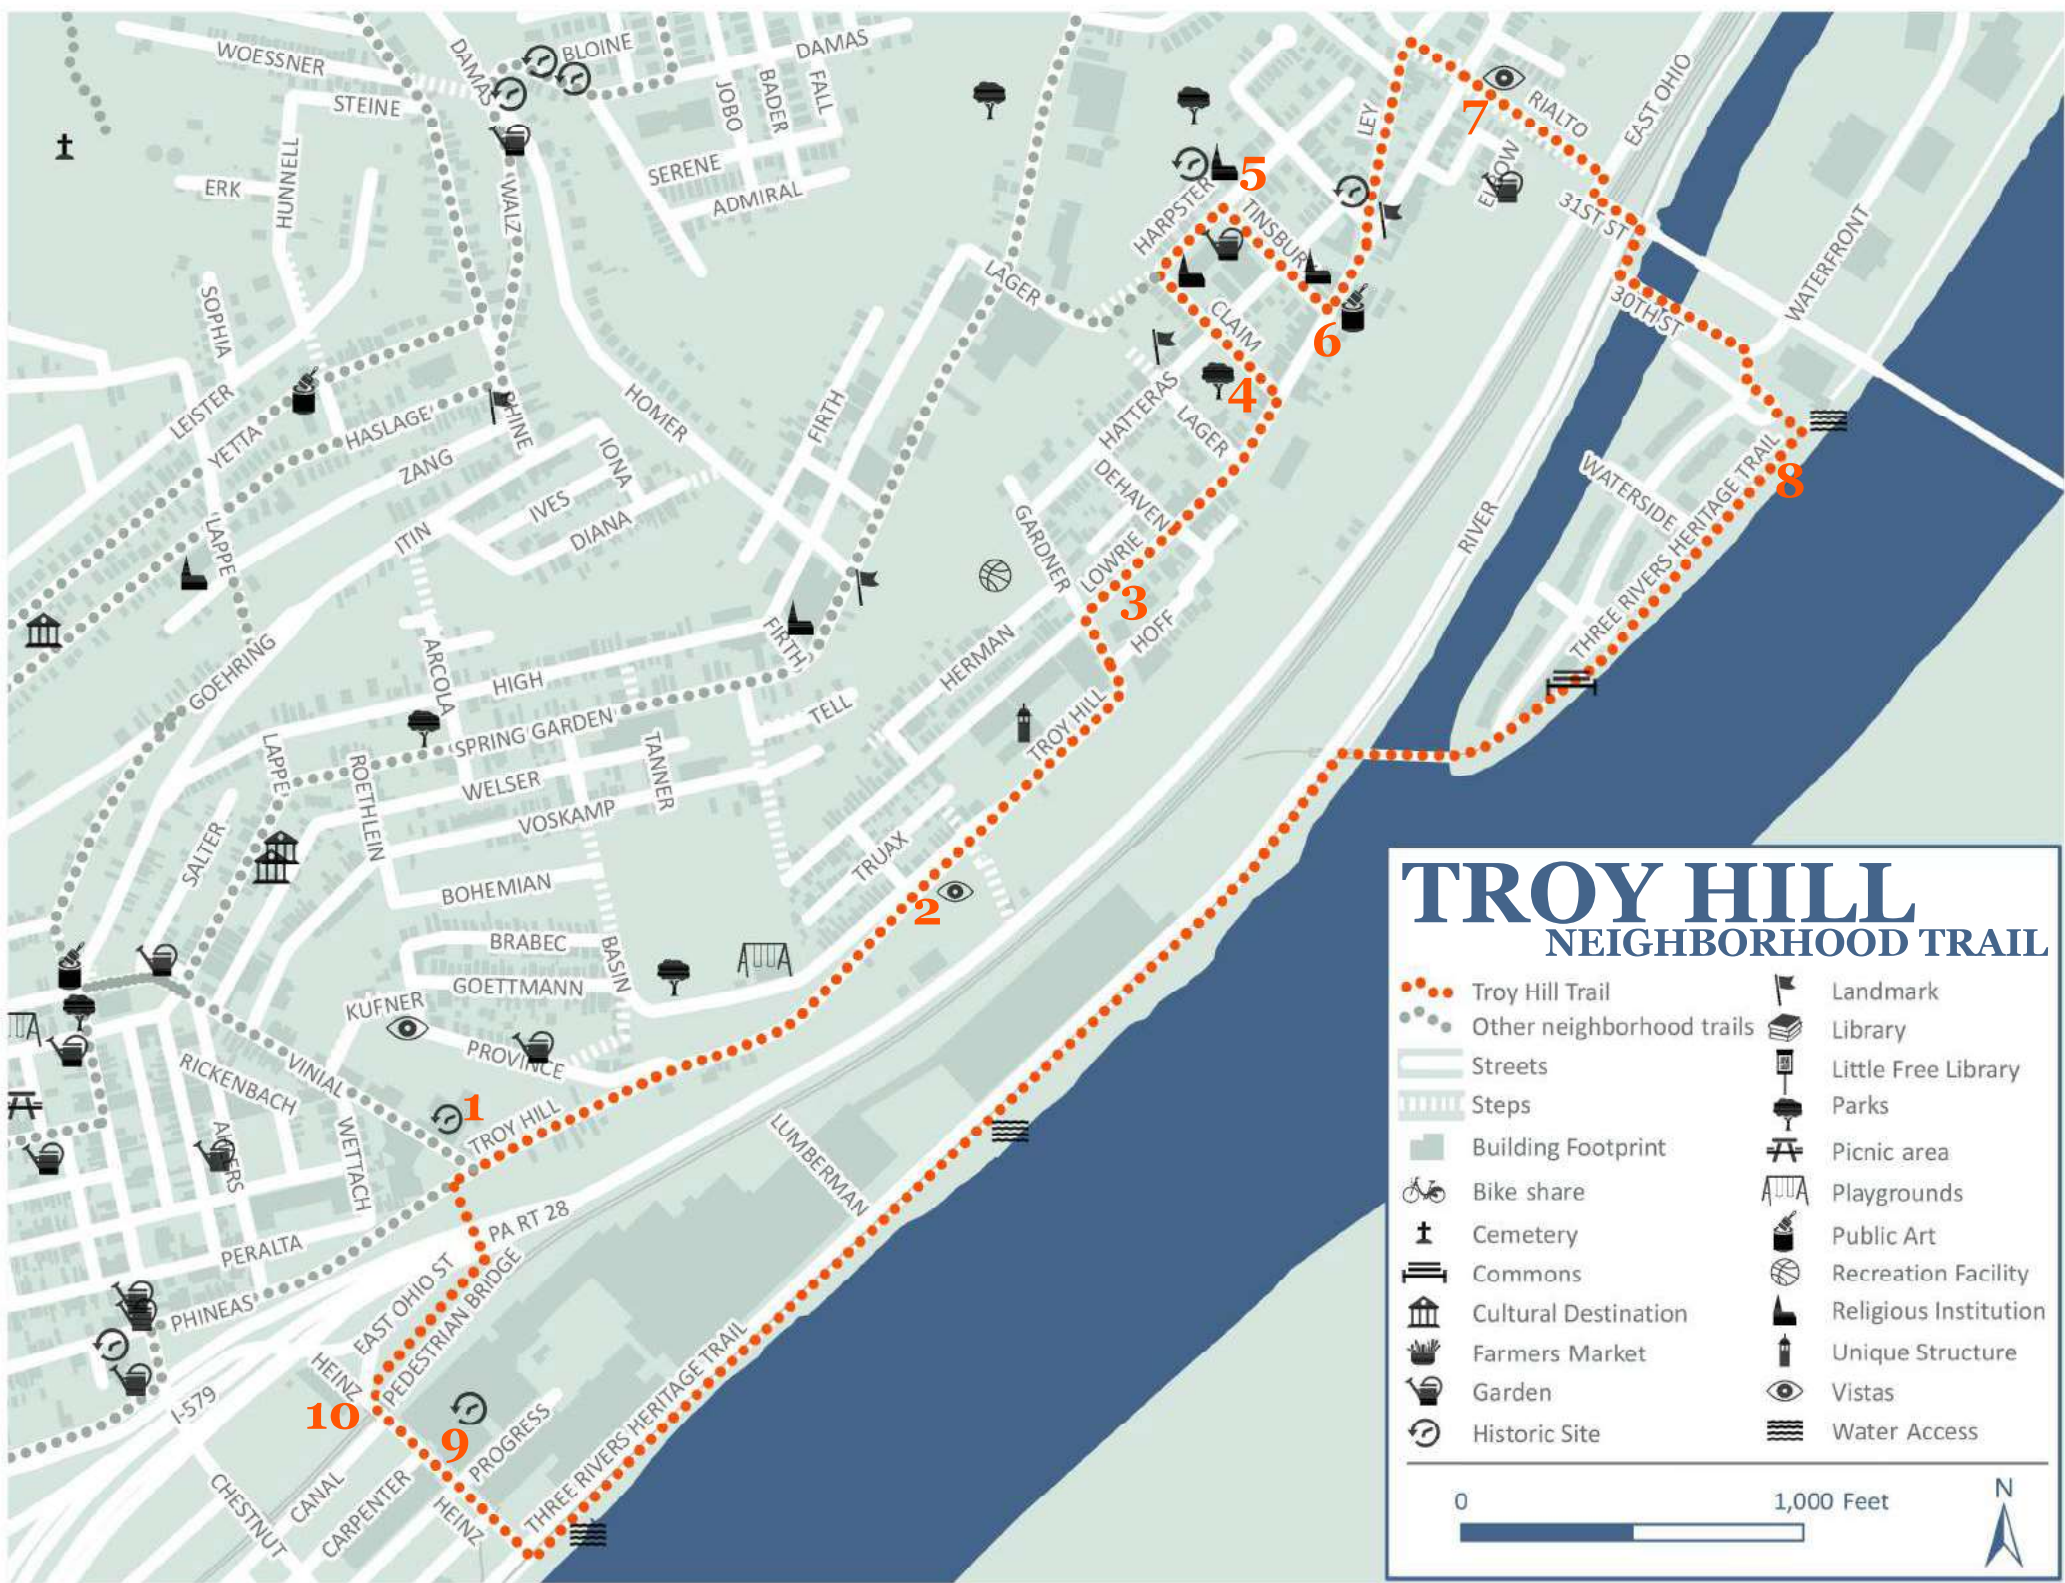 WOESSNER
DAMAS
BLOINE
DAMAS
STEINE
JOBO
BADER
FALL
HUNNELL
ERK
WALZ
SERENE
ADMIRAL
SOPHIA
LEISTER
YETTA
HASLAGE
RHINE
ZANG
ITIN
IVES
IONA
DIANA
LAPPE
HOMER
FIRTH
LAGER
HARPSTER
5
TINSBURY
LEY
7
RIALTO
ELBOW
EAST OHIO
31ST ST
30TH ST
WATERFRONT
CLAIM
6
4
HATTERAS
LAGER
DEHAVEN
GARDNER
LOWRIE
3
HOFF
RIVER
WATERSIDE
THREE RIVERS HERITAGE TRAIL
8
GOEHRING
ARCOLA
HIGH
FIRTH
HERMAN
TELL
TROY HILL
SPRING GARDEN
LAPPE
ROETHLEIN
WELSER
TANNER
VOSKAMP
SALTER
TRUAX
BOHEMIAN
2
BRABEC
BASIN
GOETTMANN
KUFNER
PROVINCE
1
TROY HILL
VINIAL
RICKENBACH
WETTACH
LUMBERMAN
PERALTA
PA RT 28
EAST OHIO ST
PEDESTRIAN BRIDGE
PHINEAS
HEINZ
10
I-579
9
PROGRESS
THREE RIVERS HERITAGE TRAIL
CHESTNUT
CANAL
CARPENTER
HEINZ
TROY HILL
NEIGHBORHOOD TRAIL
Troy Hill Trail
Other neighborhood trails
Streets
Steps
Building Footprint
Bike share
Cemetery
Commons
Cultural Destination
Farmers Market
Garden
Historic Site
Landmark
Library
Little Free Library
Parks
Picnic area
Playgrounds
Public Art
Recreation Facility
Religious Institution
Unique Structure
Vistas
Water Access
0
1,000 Feet
N